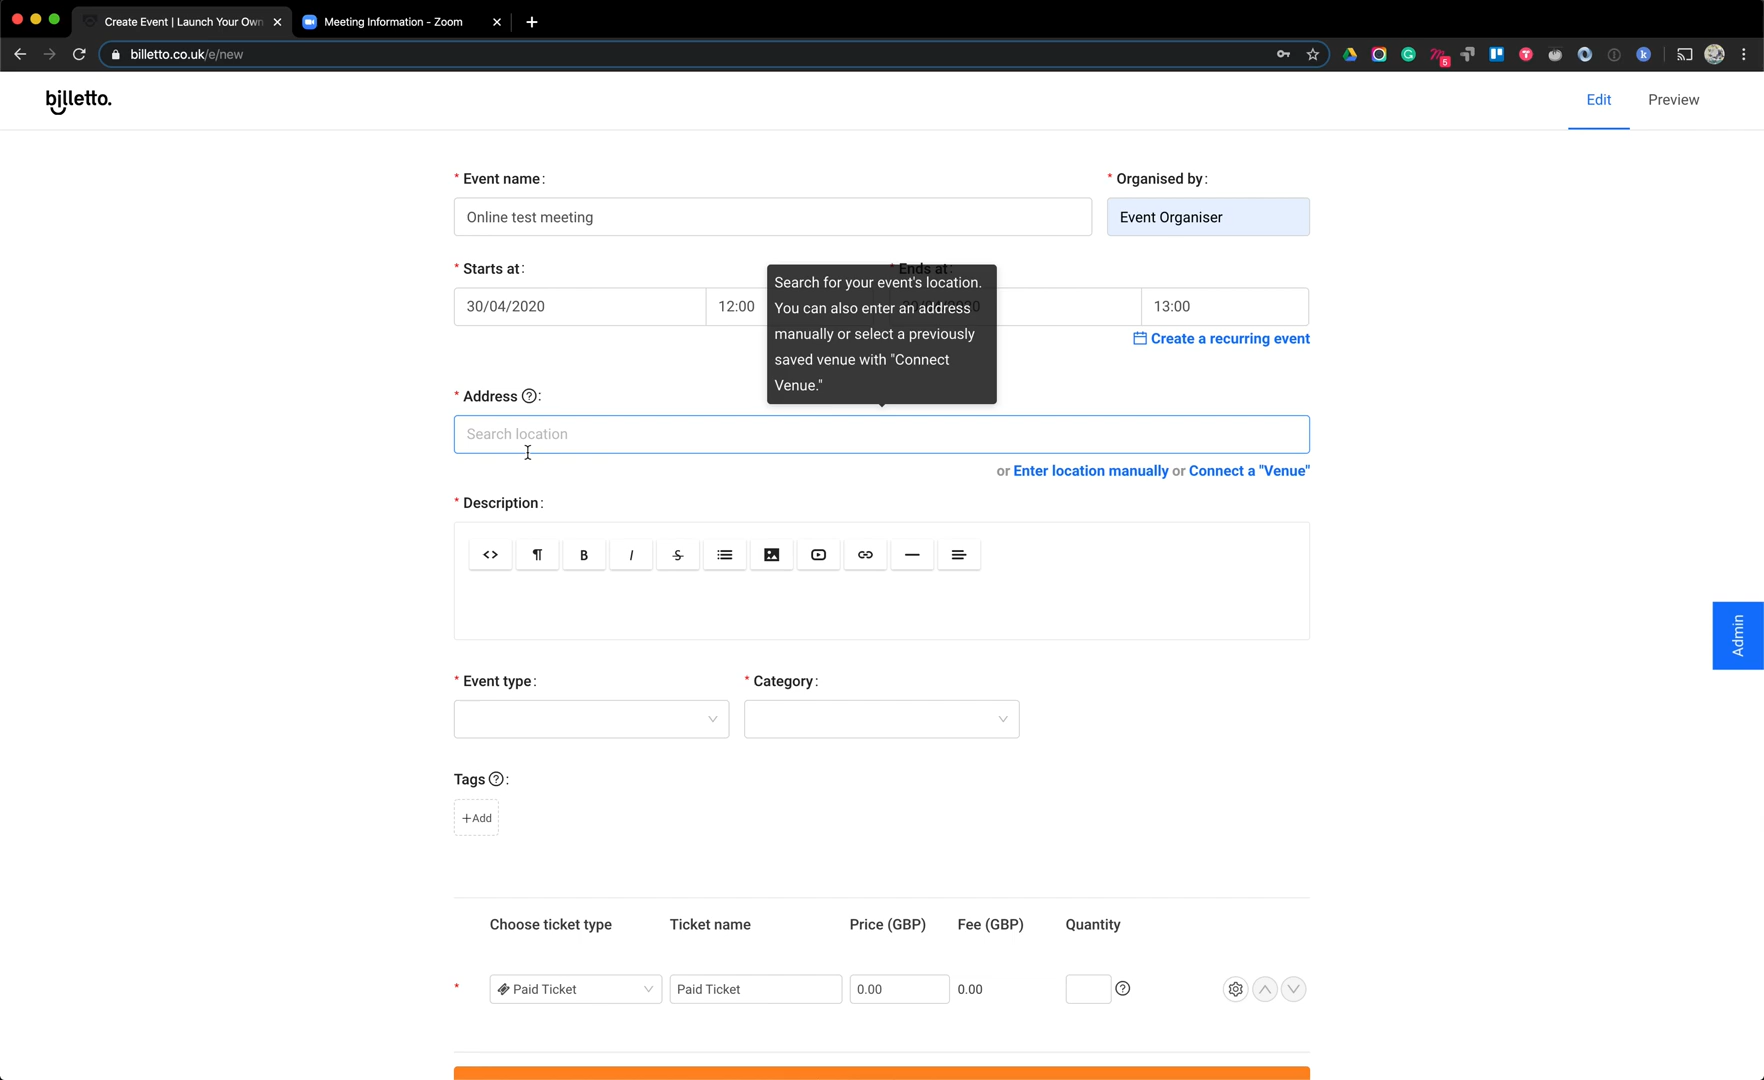 Create Event | Launch Your Own
Meeting Information - Zoom
billetto.co.uk/e/new
5
billetto.
Edit
Preview
* Event name:
* Organised by:
Online test meeting
Event Organiser
* Starts at:
* Ends at:
30/04/2020
12:00
13:00
Search for your event's location.
You can also enter an address
manually or select a previously
saved venue with "Connect
Venue."
Create a recurring event
* Address ?:
Search location
or Enter location manually or Connect a "Venue"
* Description:
<> ¶ B I S
* Event type:
* Category:
Tags ?:
+Add
Admin
Choose ticket type
Ticket name
Price (GBP)
Fee (GBP)
Quantity
* Paid Ticket
Paid Ticket
0.00
0.00
?